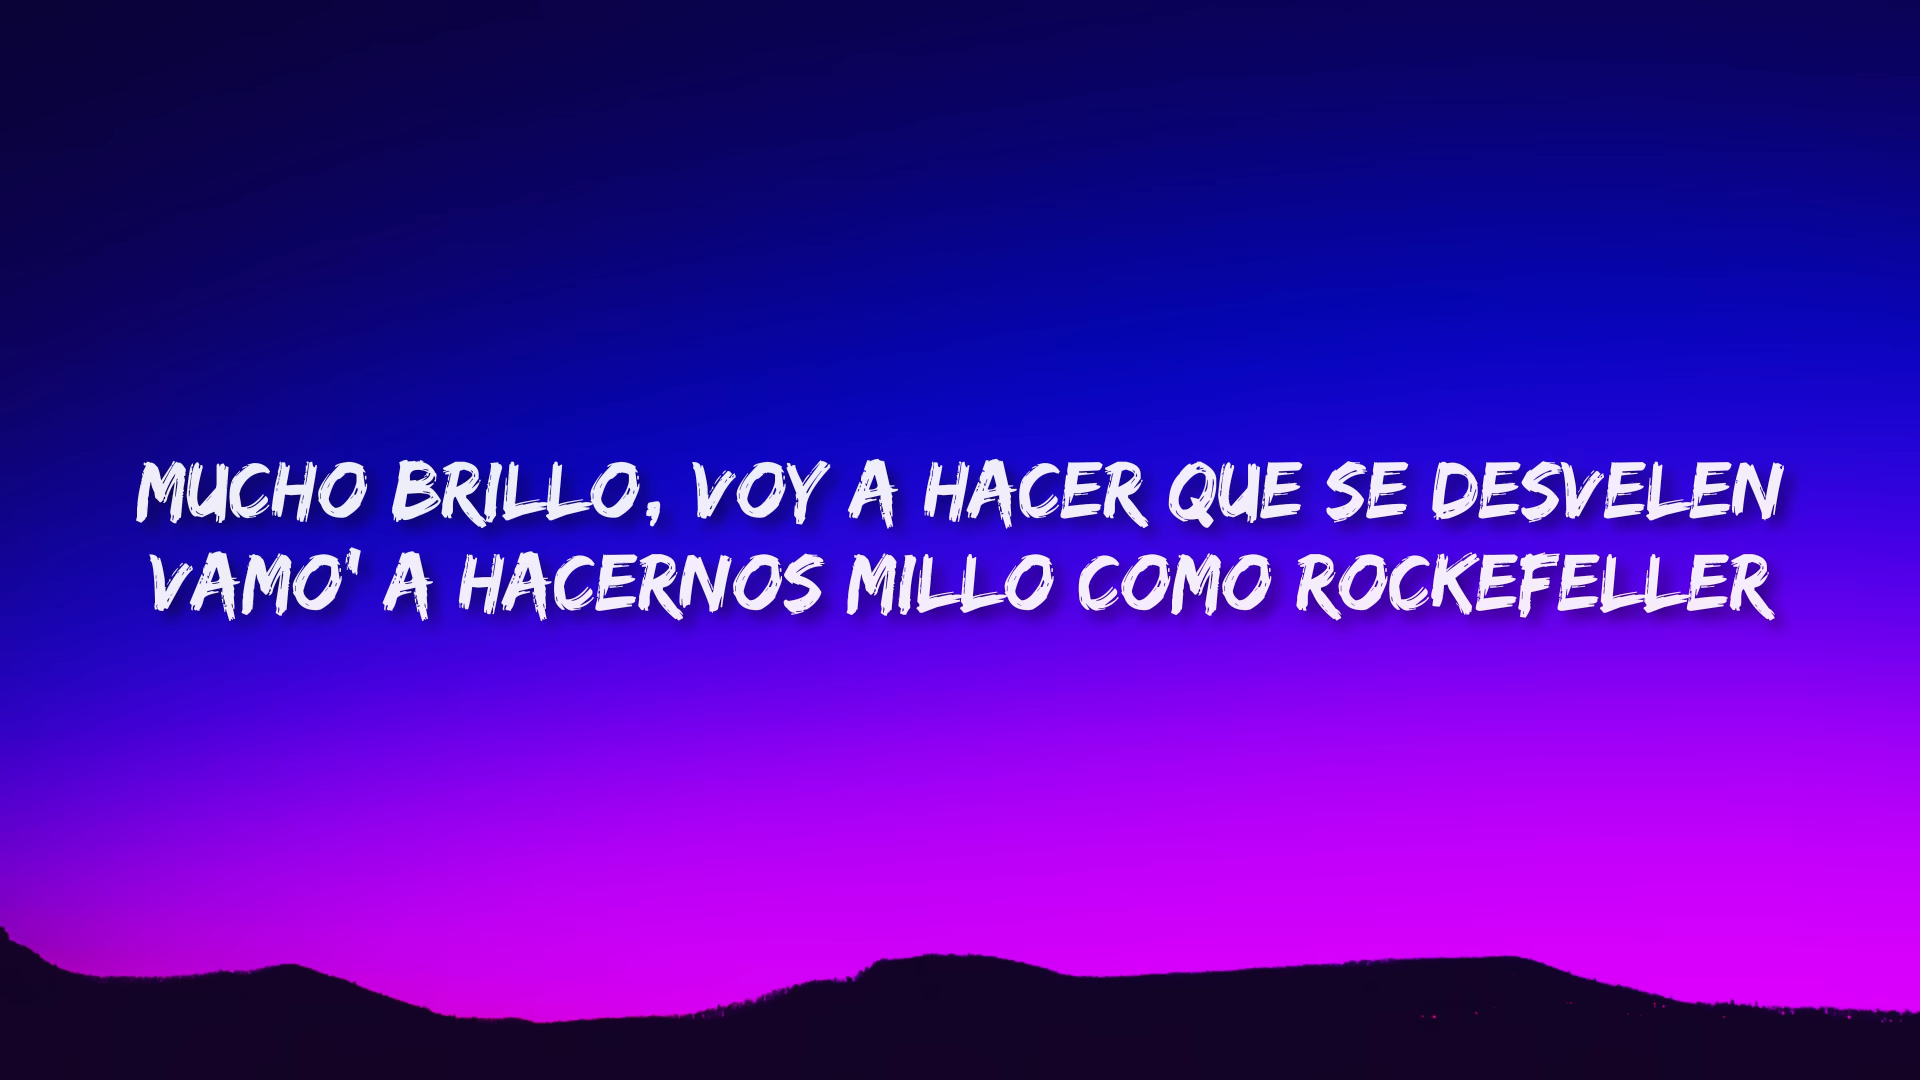 MUCHO BRILLO, VOY A HACER QUE SE DESVELEN
VAMO' A HACERNOS MILLO COMO ROCKEFELLER